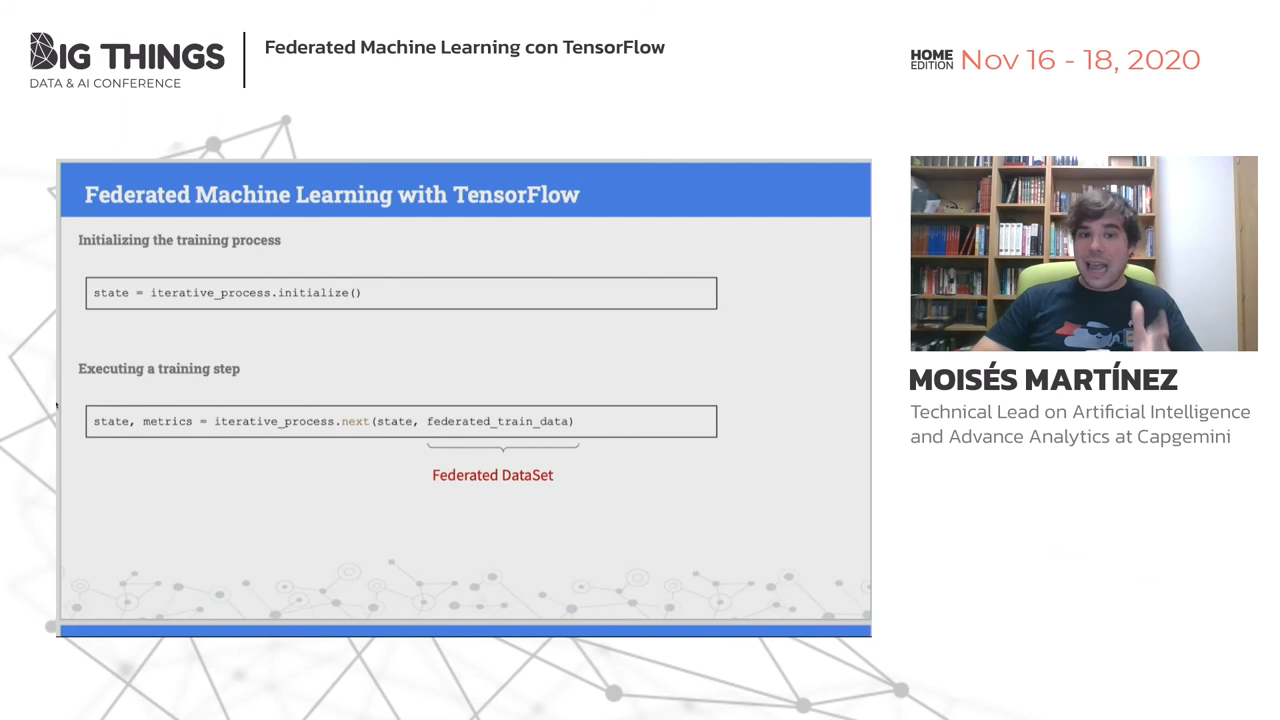 BIG THINGS
DATA & AI CONFERENCE
Federated Machine Learning con TensorFlow
HOME
EDITION
Nov 16 - 18, 2020
Federated Machine Learning with TensorFlow
Initializing the training process
state = iterative_process.initialize()
Executing a training step
state, metrics = iterative_process.next(state, federated_train_data)
Federated DataSet
MOISÉS MARTÍNEZ
Technical Lead on Artificial Intelligence
and Advance Analytics at Capgemini